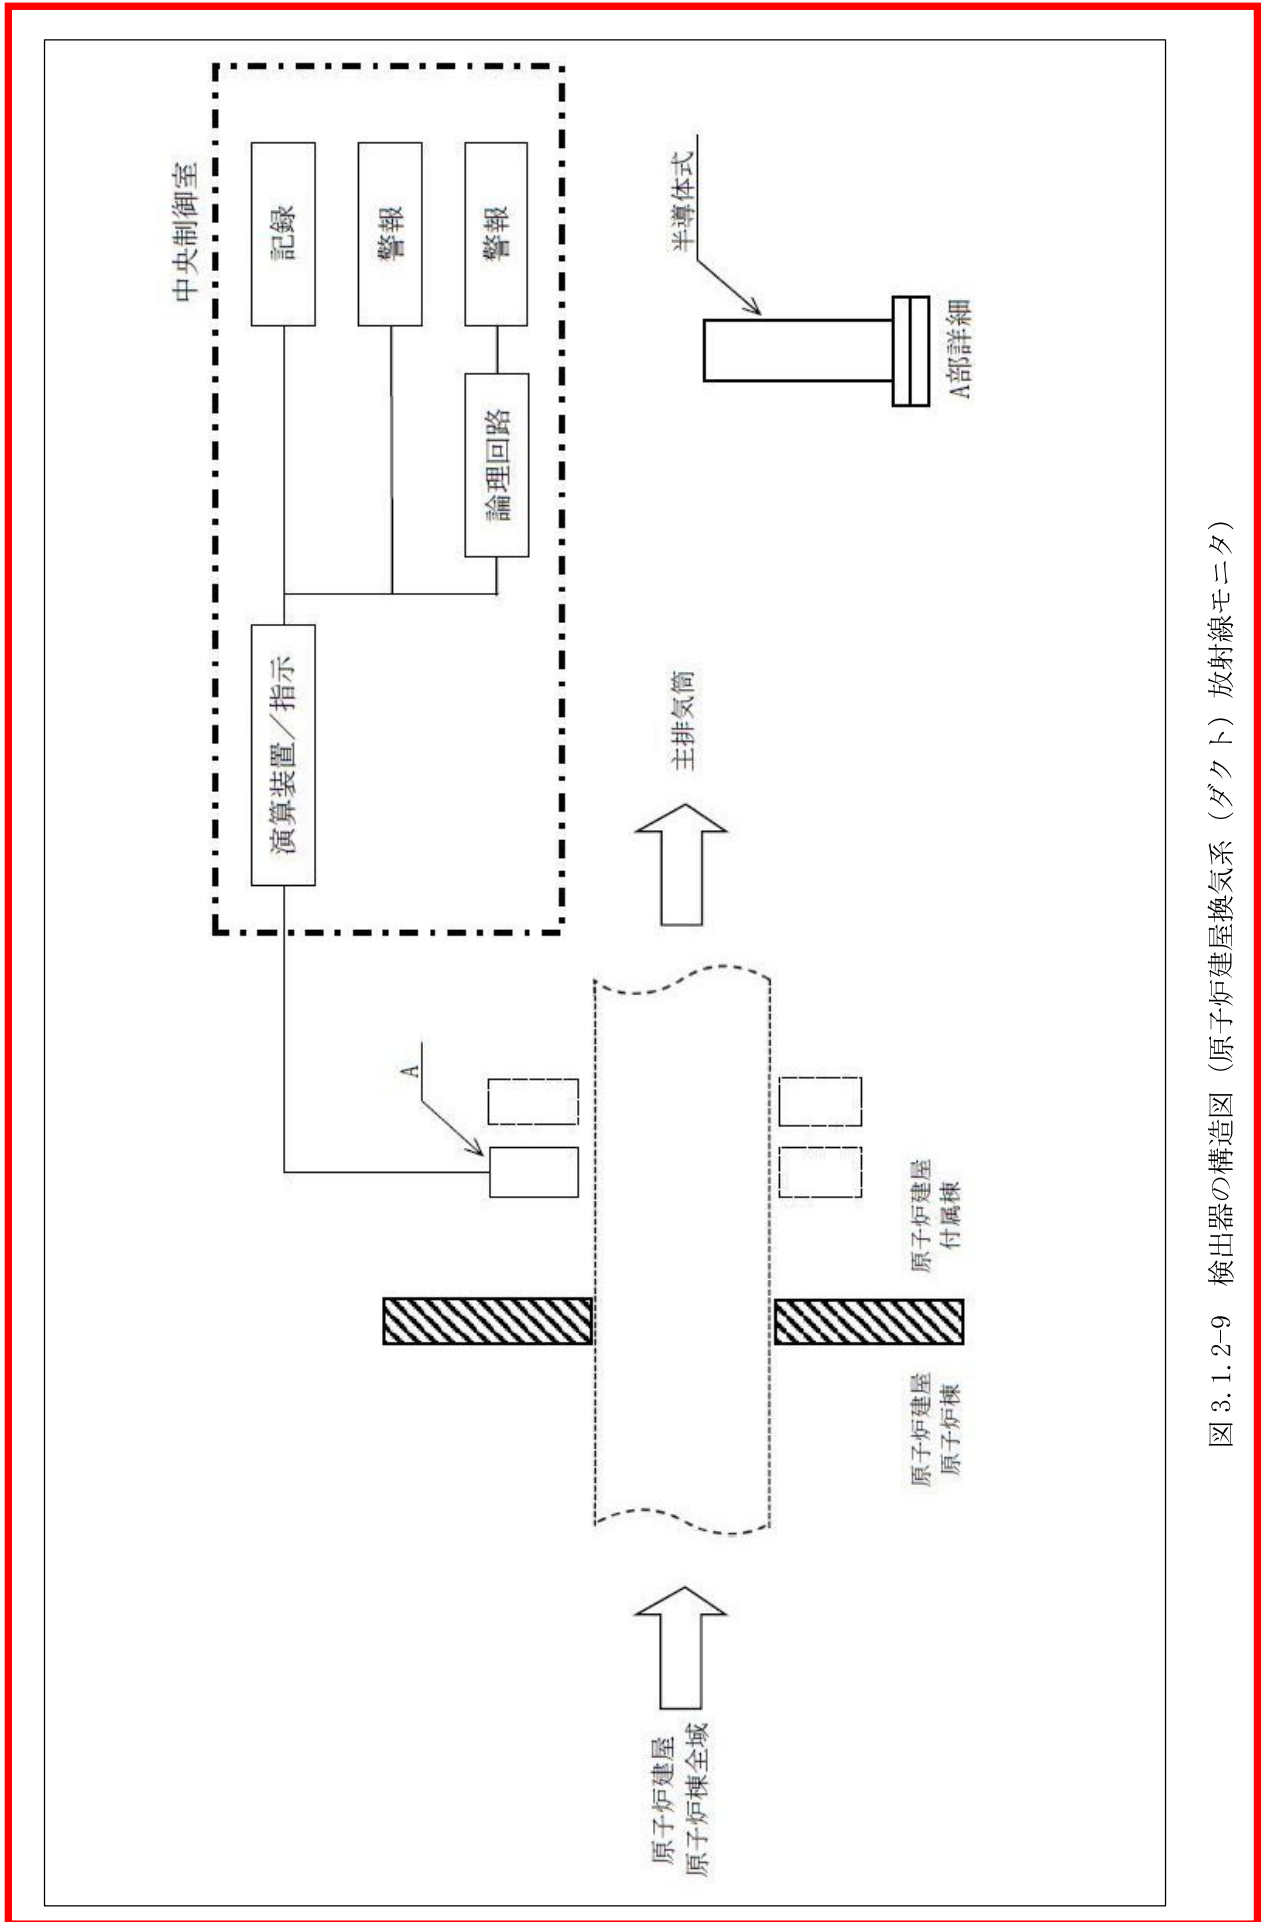 中央制御室
演算装置／指示
記録
警報
論理回路
警報
A
原子炉建屋
原子炉棟全域
主排気筒
半導体式
A部詳細
原子炉建屋
原子炉棟
原子炉建屋
付属棟
図 3.1.2-9 検出器の構造図（原子炉建屋換気系（ダクト）放射線モニタ）